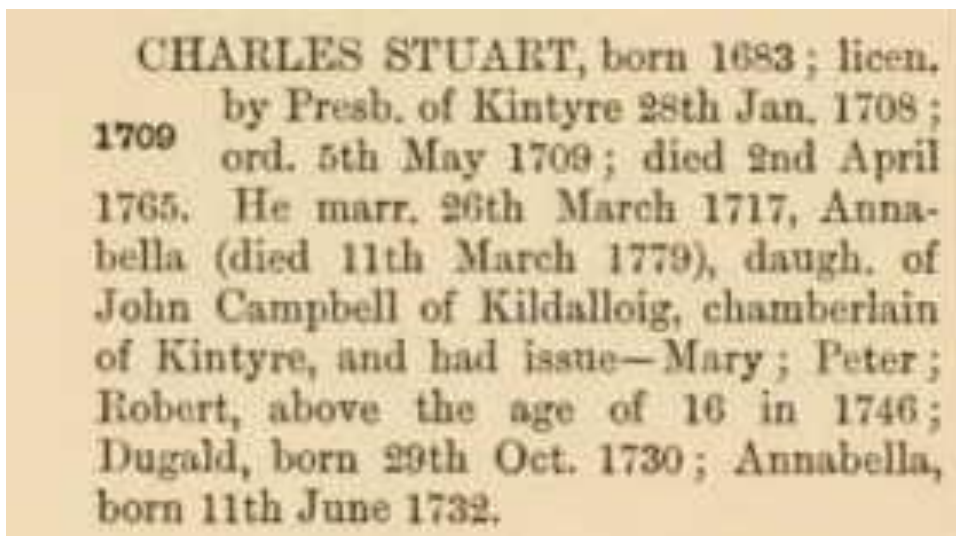 CHARLES STUART, born 1683 ; licen.
by Presb. of Kintyre 28th Jan. 1708 ;
1709
ord. 5th May 1709 ; died 2nd April
1765. He marr. 26th March 1717, Anna-
bella (died 11th March 1779), daugh. of
John Campbell of Kildalloig, chamberlain
of Kintyre, and had issue—Mary ; Peter ;
Robert, above the age of 16 in 1746 ;
Dugald, born 29th Oct. 1730 ; Annabella,
born 11th June 1732.